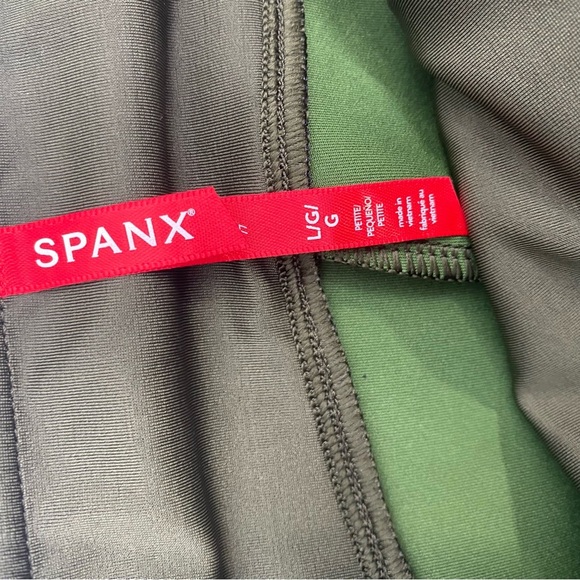 SPANX®
L/G/
G
PETITE/
PEQUEÑO/
PETITE
made in
vietnam
fabriqué au
vietnam